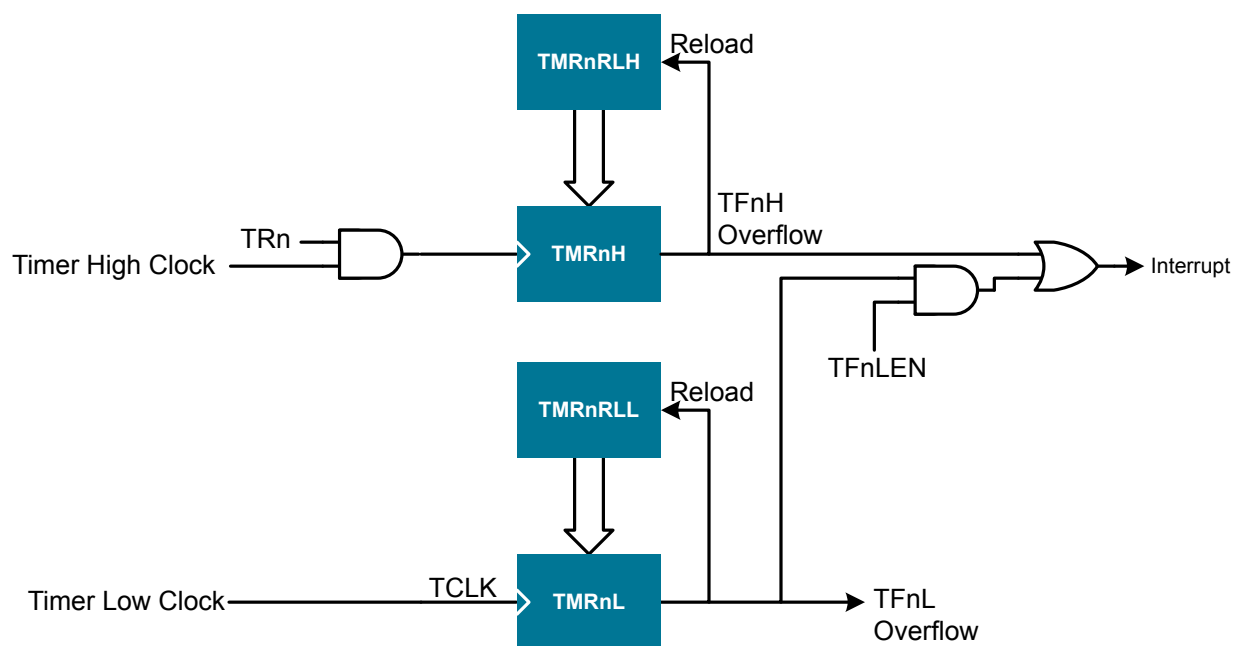 TMRnRLH
Reload
TRn
Timer High Clock
TMRnH
TFnH
Overflow
Interrupt
TFnLEN
TMRnRLL
Reload
Timer Low Clock
TCLK
TMRnL
TFnL
Overflow